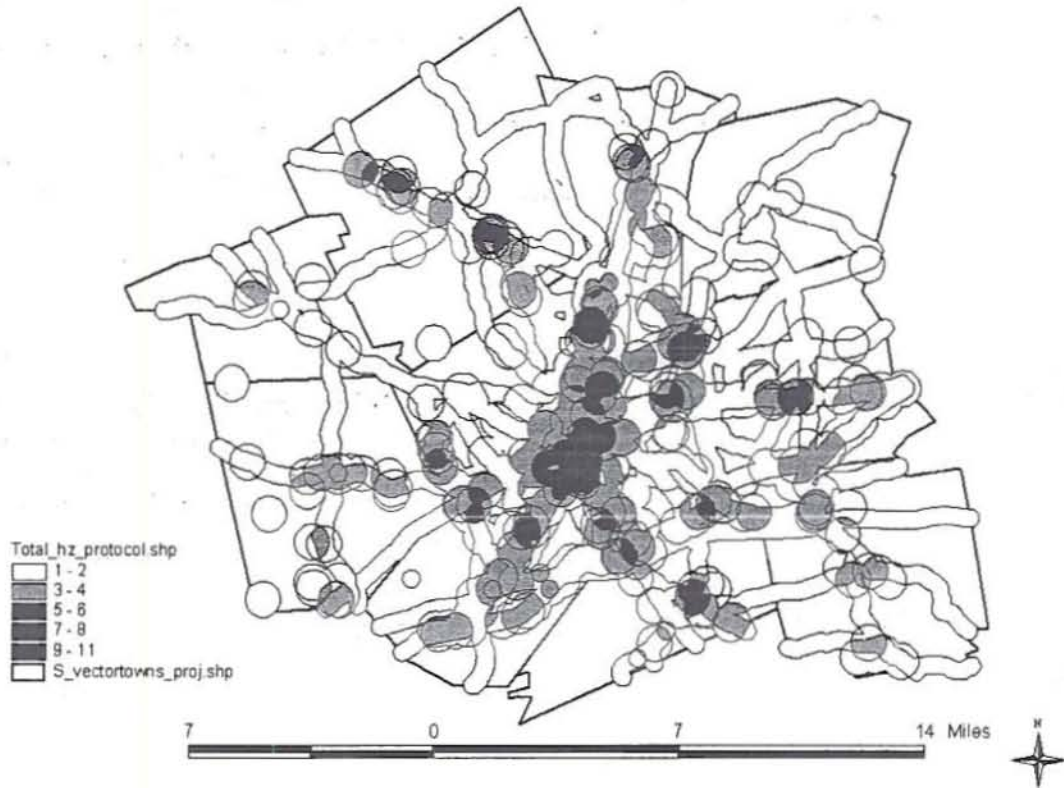 Total_hz_protocol.shp
1 - 2
3 - 4
5 - 6
7 - 8
9 - 11
S_vectortowns_proj.shp
7 0 7 14 Miles
N